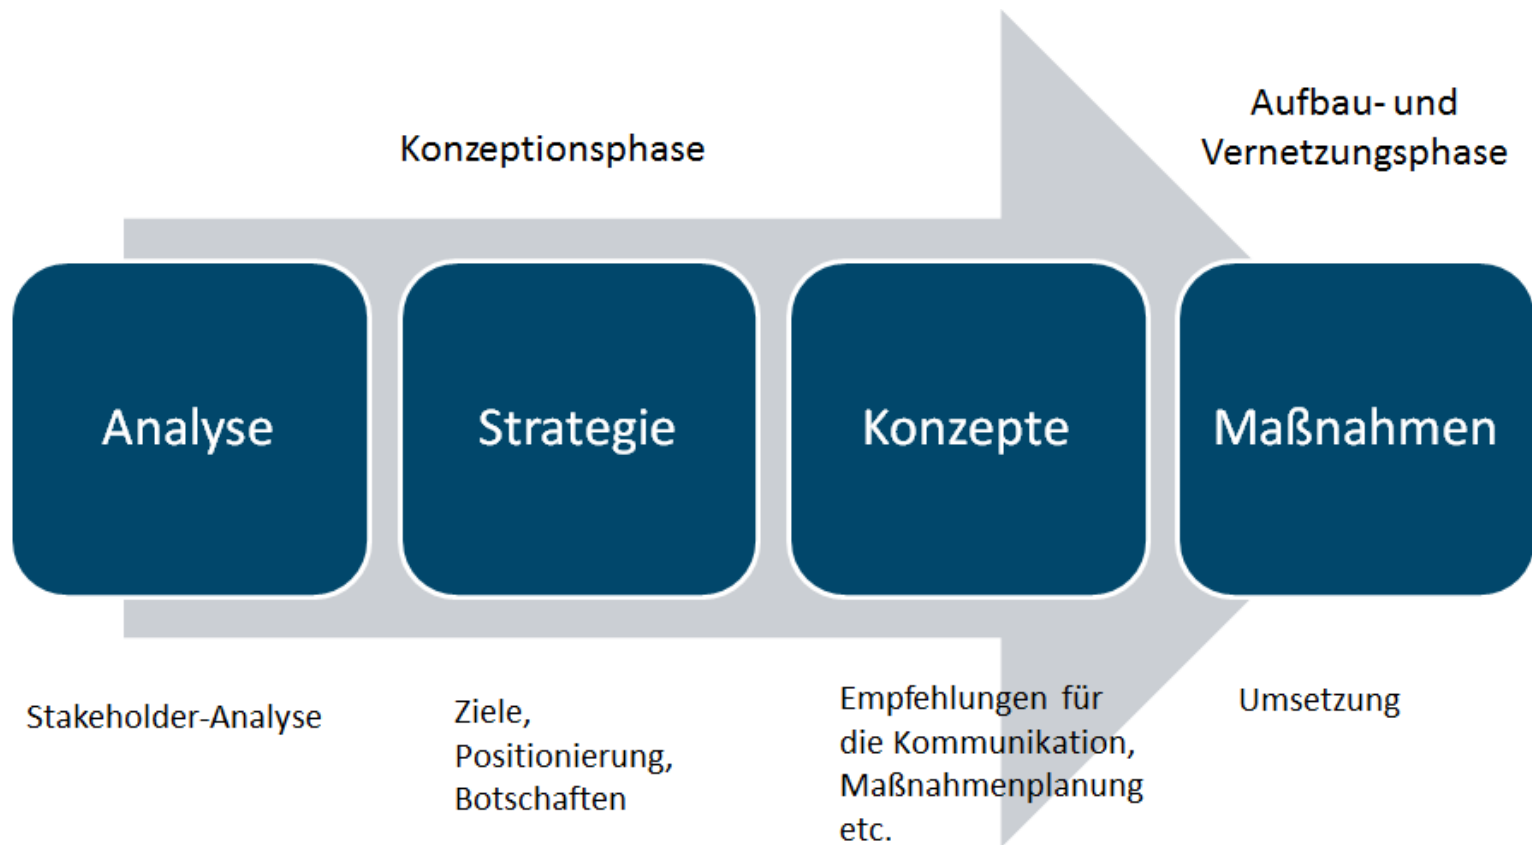 Konzeptionsphase
Aufbau- und
Vernetzungsphase
Analyse
Strategie
Konzepte
Maßnahmen
Stakeholder-Analyse
Ziele,
Positionierung,
Botschaften
Empfehlungen für
die Kommunikation,
Maßnahmenplanung
etc.
Umsetzung